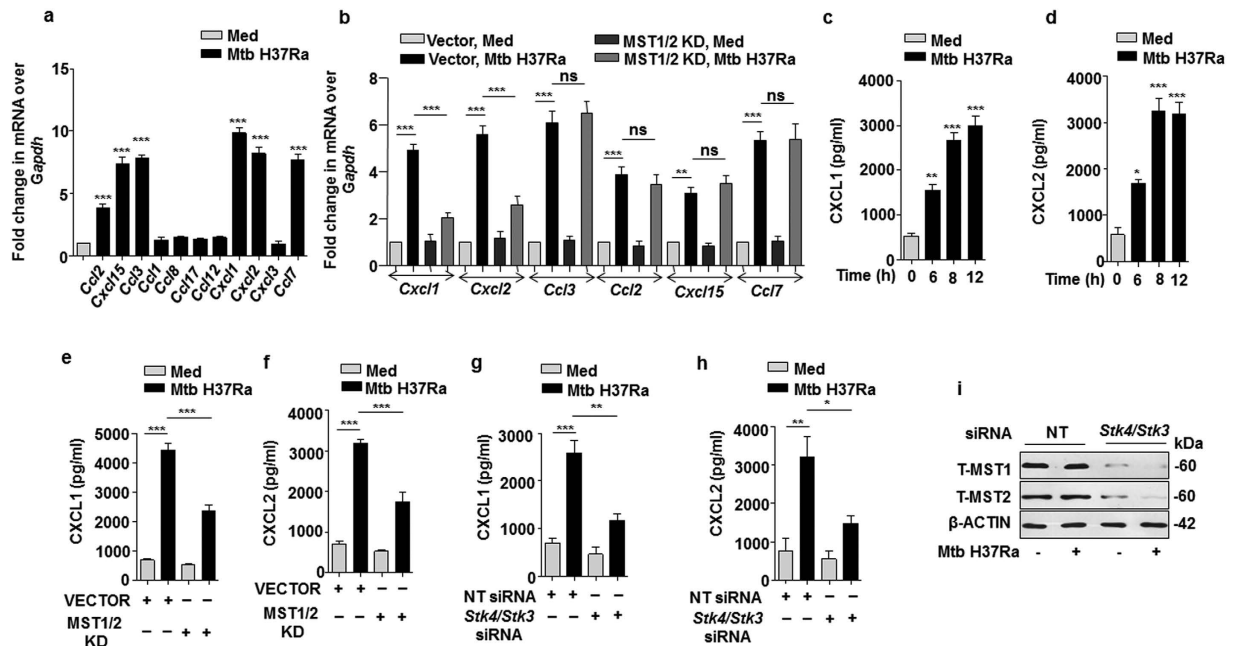 a
Med
Mtb H37Ra
Fold change in mRNA over
Gapdh
15
10
5
0
***
***
***
***
***
***
Ccl2
Cxcl15
Ccl3
Ccl1
Ccl8
Ccl17
Ccl12
Cxcl1
Cxcl2
Cxcl3
Ccl7
b
Vector, Med
MST1/2 KD, Med
Vector, Mtb H37Ra
MST1/2 KD, Mtb H37Ra
Fold change in mRNA over
Gapdh
8
6
4
2
0
*** ***
*** ***
*** ns
*** ns
** ns
*** ns
Cxcl1 Cxcl2 Ccl3 Ccl2 Cxcl15 Ccl7
c
Med
Mtb H37Ra
CXCL1 (pg/ml)
4000
3000
2000
1000
0
** *** ***
Time (h) 0 6 8 12
d
Med
Mtb H37Ra
CXCL2 (pg/ml)
4000
3000
2000
1000
0
* *** ***
Time (h) 0 6 8 12
e
Med
Mtb H37Ra
CXCL1 (pg/ml)
5000
4000
3000
2000
1000
0
***
***
VECTOR + + – –
MST1/2 – – + +
KD
f
Med
Mtb H37Ra
CXCL2 (pg/ml)
4000
3000
2000
1000
0
***
***
VECTOR + + – –
MST1/2 – – + +
KD
g
Med
Mtb H37Ra
CXCL1 (pg/ml)
3000
2000
1000
0
***
**
NT siRNA + + – –
Stk4/Stk3 – – + +
siRNA
h
Med
Mtb H37Ra
CXCL2 (pg/ml)
4000
3000
2000
1000
0
**
*
NT siRNA + + – –
Stk4/Stk3 – – + +
siRNA
i
siRNA NT Stk4/Stk3
kDa
T-MST1 -60
T-MST2 -60
β-ACTIN -42
Mtb H37Ra - + - +